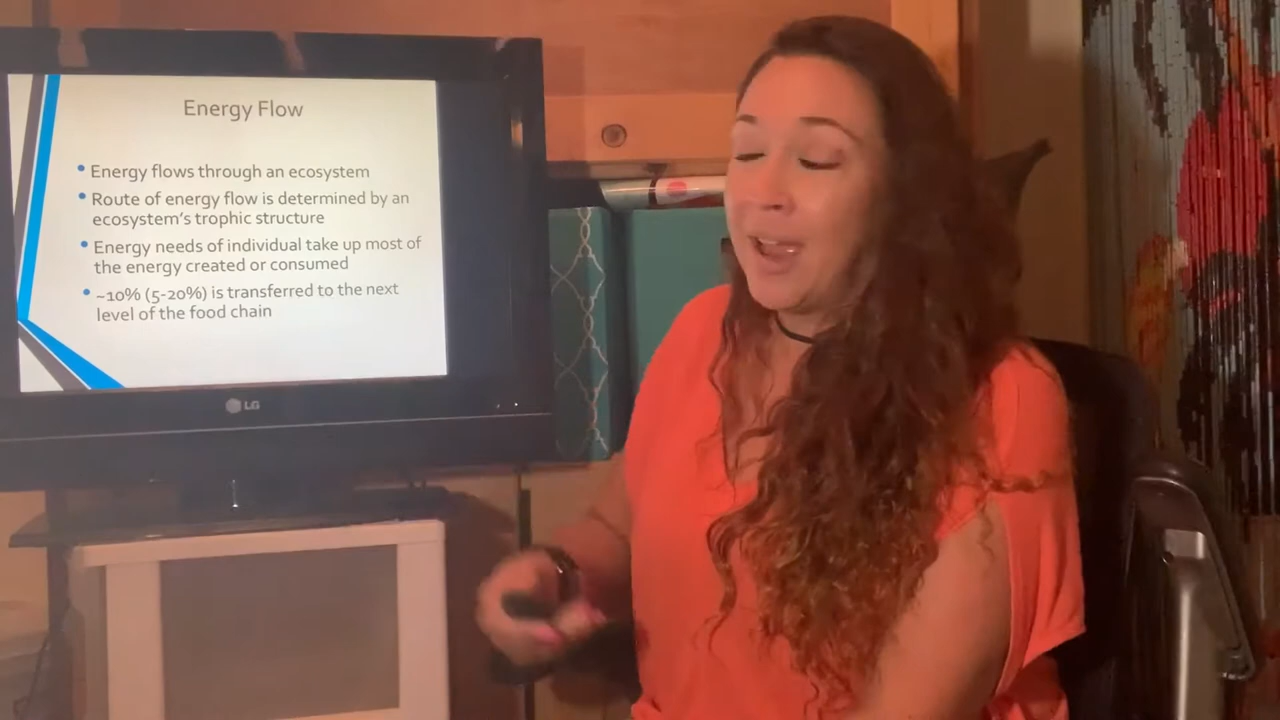 Energy Flow
• Energy flows through an ecosystem
• Route of energy flow is determined by an
ecosystem's trophic structure
• Energy needs of individual take up most of
the energy created or consumed
• ~10% (5-20%) is transferred to the next
level of the food chain
LG